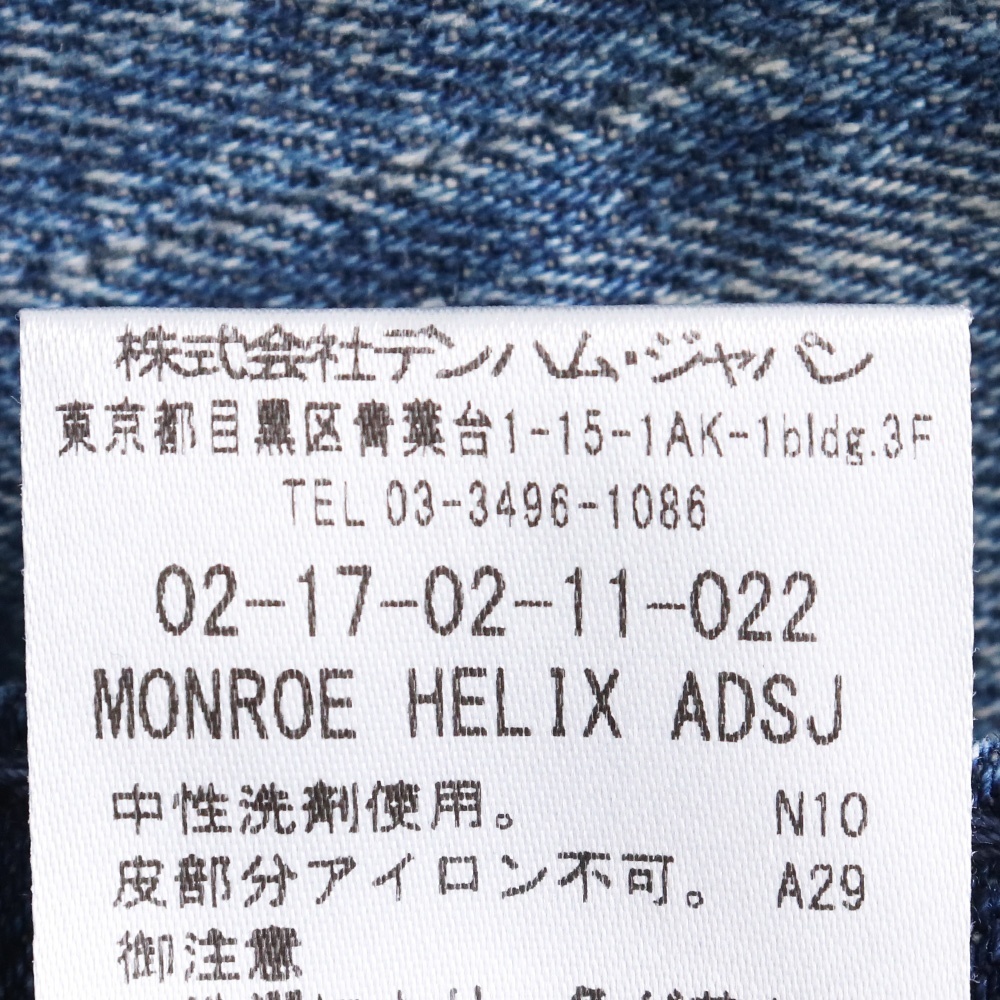 株式会社デンハム・ジャパン
東京都目黒区青葉台1-15-1AK-1bldg.3F
TEL 03-3496-1086
02-17-02-11-022
MONROE HELIX ADSJ
中性洗剤使用。 N10
皮部分アイロン不可。 A29
御注意